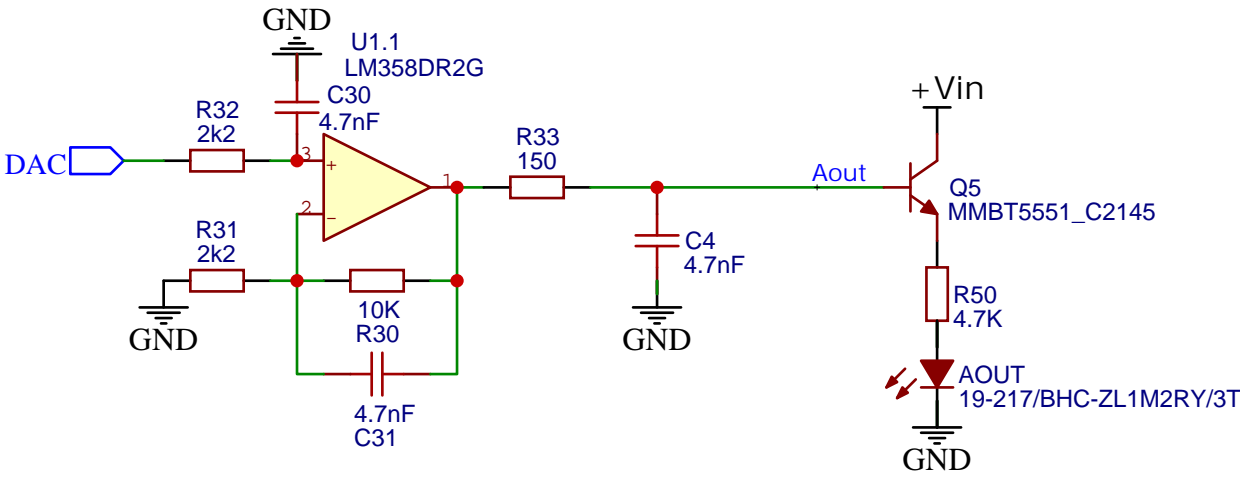 GND
U1.1
LM358DR2G
C30
4.7nF
R32
2k2
DAC
3
+
2
-
1
R33
150
Aout
+Vin
Q5
MMBT5551_C2145
R31
2k2
GND
10K
R30
4.7nF
C31
C4
4.7nF
GND
R50
4.7K
AOUT
19-217/BHC-ZL1M2RY/3T
GND